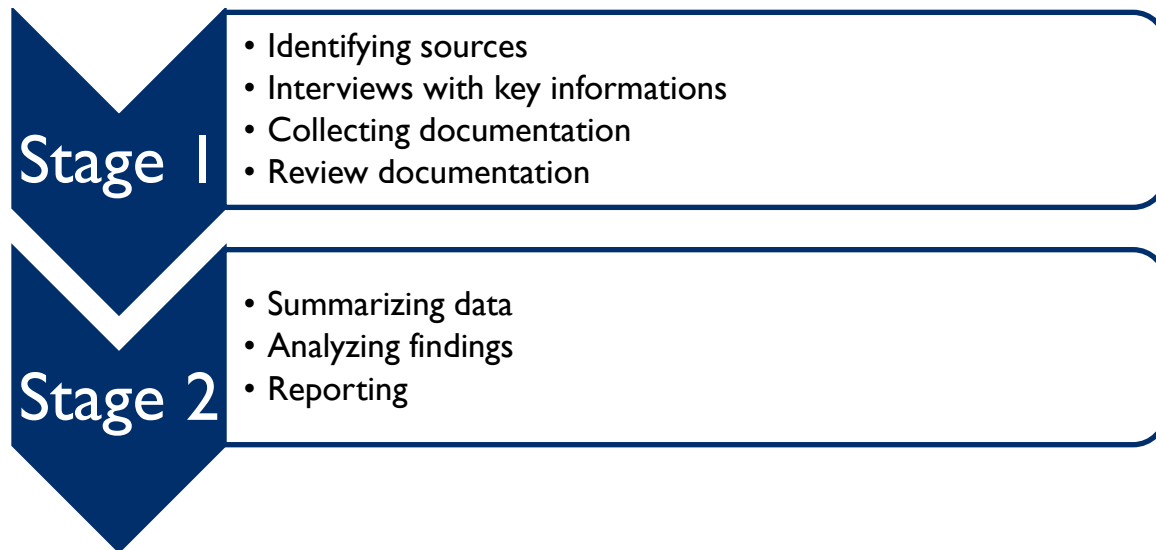 Stage 1
• Identifying sources
• Interviews with key informations
• Collecting documentation
• Review documentation
Stage 2
• Summarizing data
• Analyzing findings
• Reporting